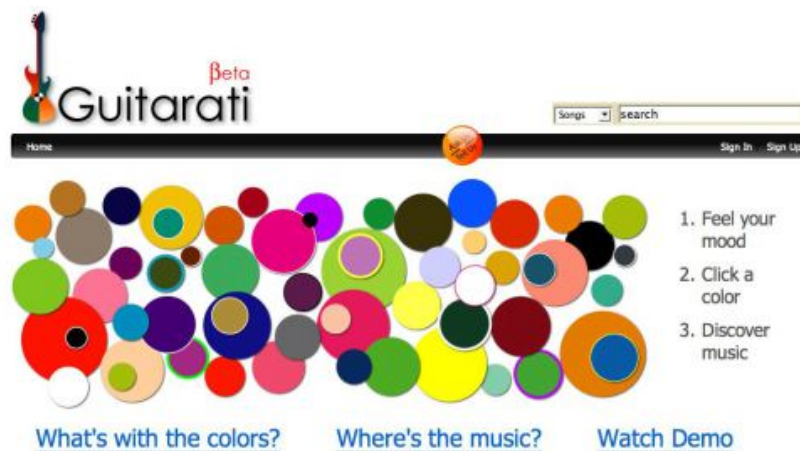 βeta
Guitarati
Songs search
Home Sign In Sign Up
1. Feel your
mood
2. Click a
color
3. Discover
music
What's with the colors? Where's the music? Watch Demo